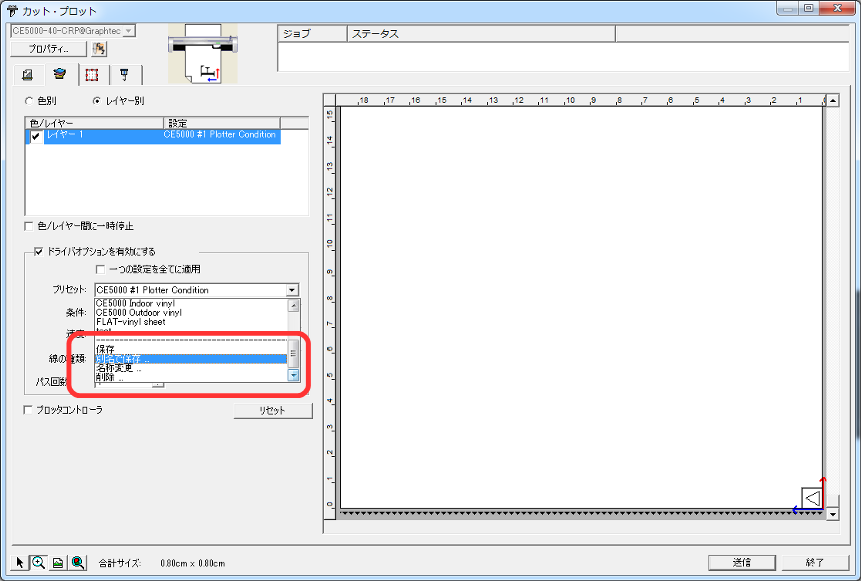 カット・プロット
CE5000-40-CRP@Graphtec
プロパティ...
ジョブ ステータス
色別 レイヤー別
色/レイヤー 設定
レイヤー 1 CE5000 #1 Plotter Condition
色/レイヤー間に一時停止
ドライバオプションを有効にする
一つの設定を全てに適用
プリセット: CE5000 #1 Plotter Condition
CE5000 Indoor vinyl
条件: CE5000 Outdoor vinyl
FLAT-vinyl sheet
速度:
保存
線の種類: 別名で保存 ..
名称変更 ..
パス回数 削除 ..
プロッタコントローラ リセット
18 17 16 15 14 13 12 11 10 9 8 7 6 5 4 3 2 1
15
14
13
12
11
10
9
8
7
6
5
4
3
2
1
0
合計サイズ: 0.80cm x 0.80cm 送信 終了